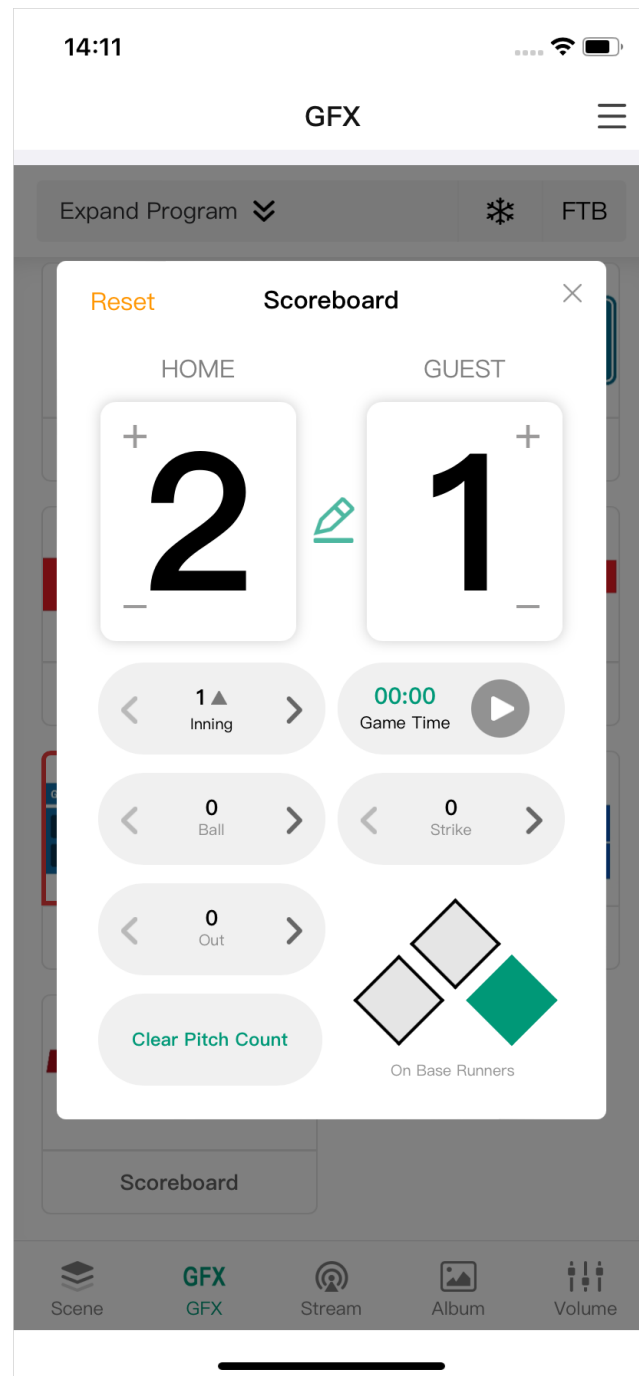 14:11
GFX
Expand Program FTB
Reset Scoreboard
HOME GUEST
+ +
2 1
− −
1▲ 00:00
Inning Game Time
0 0
Ball Strike
0
Out
Clear Pitch Count
On Base Runners
Scoreboard
GFX
Scene GFX Stream Album Volume